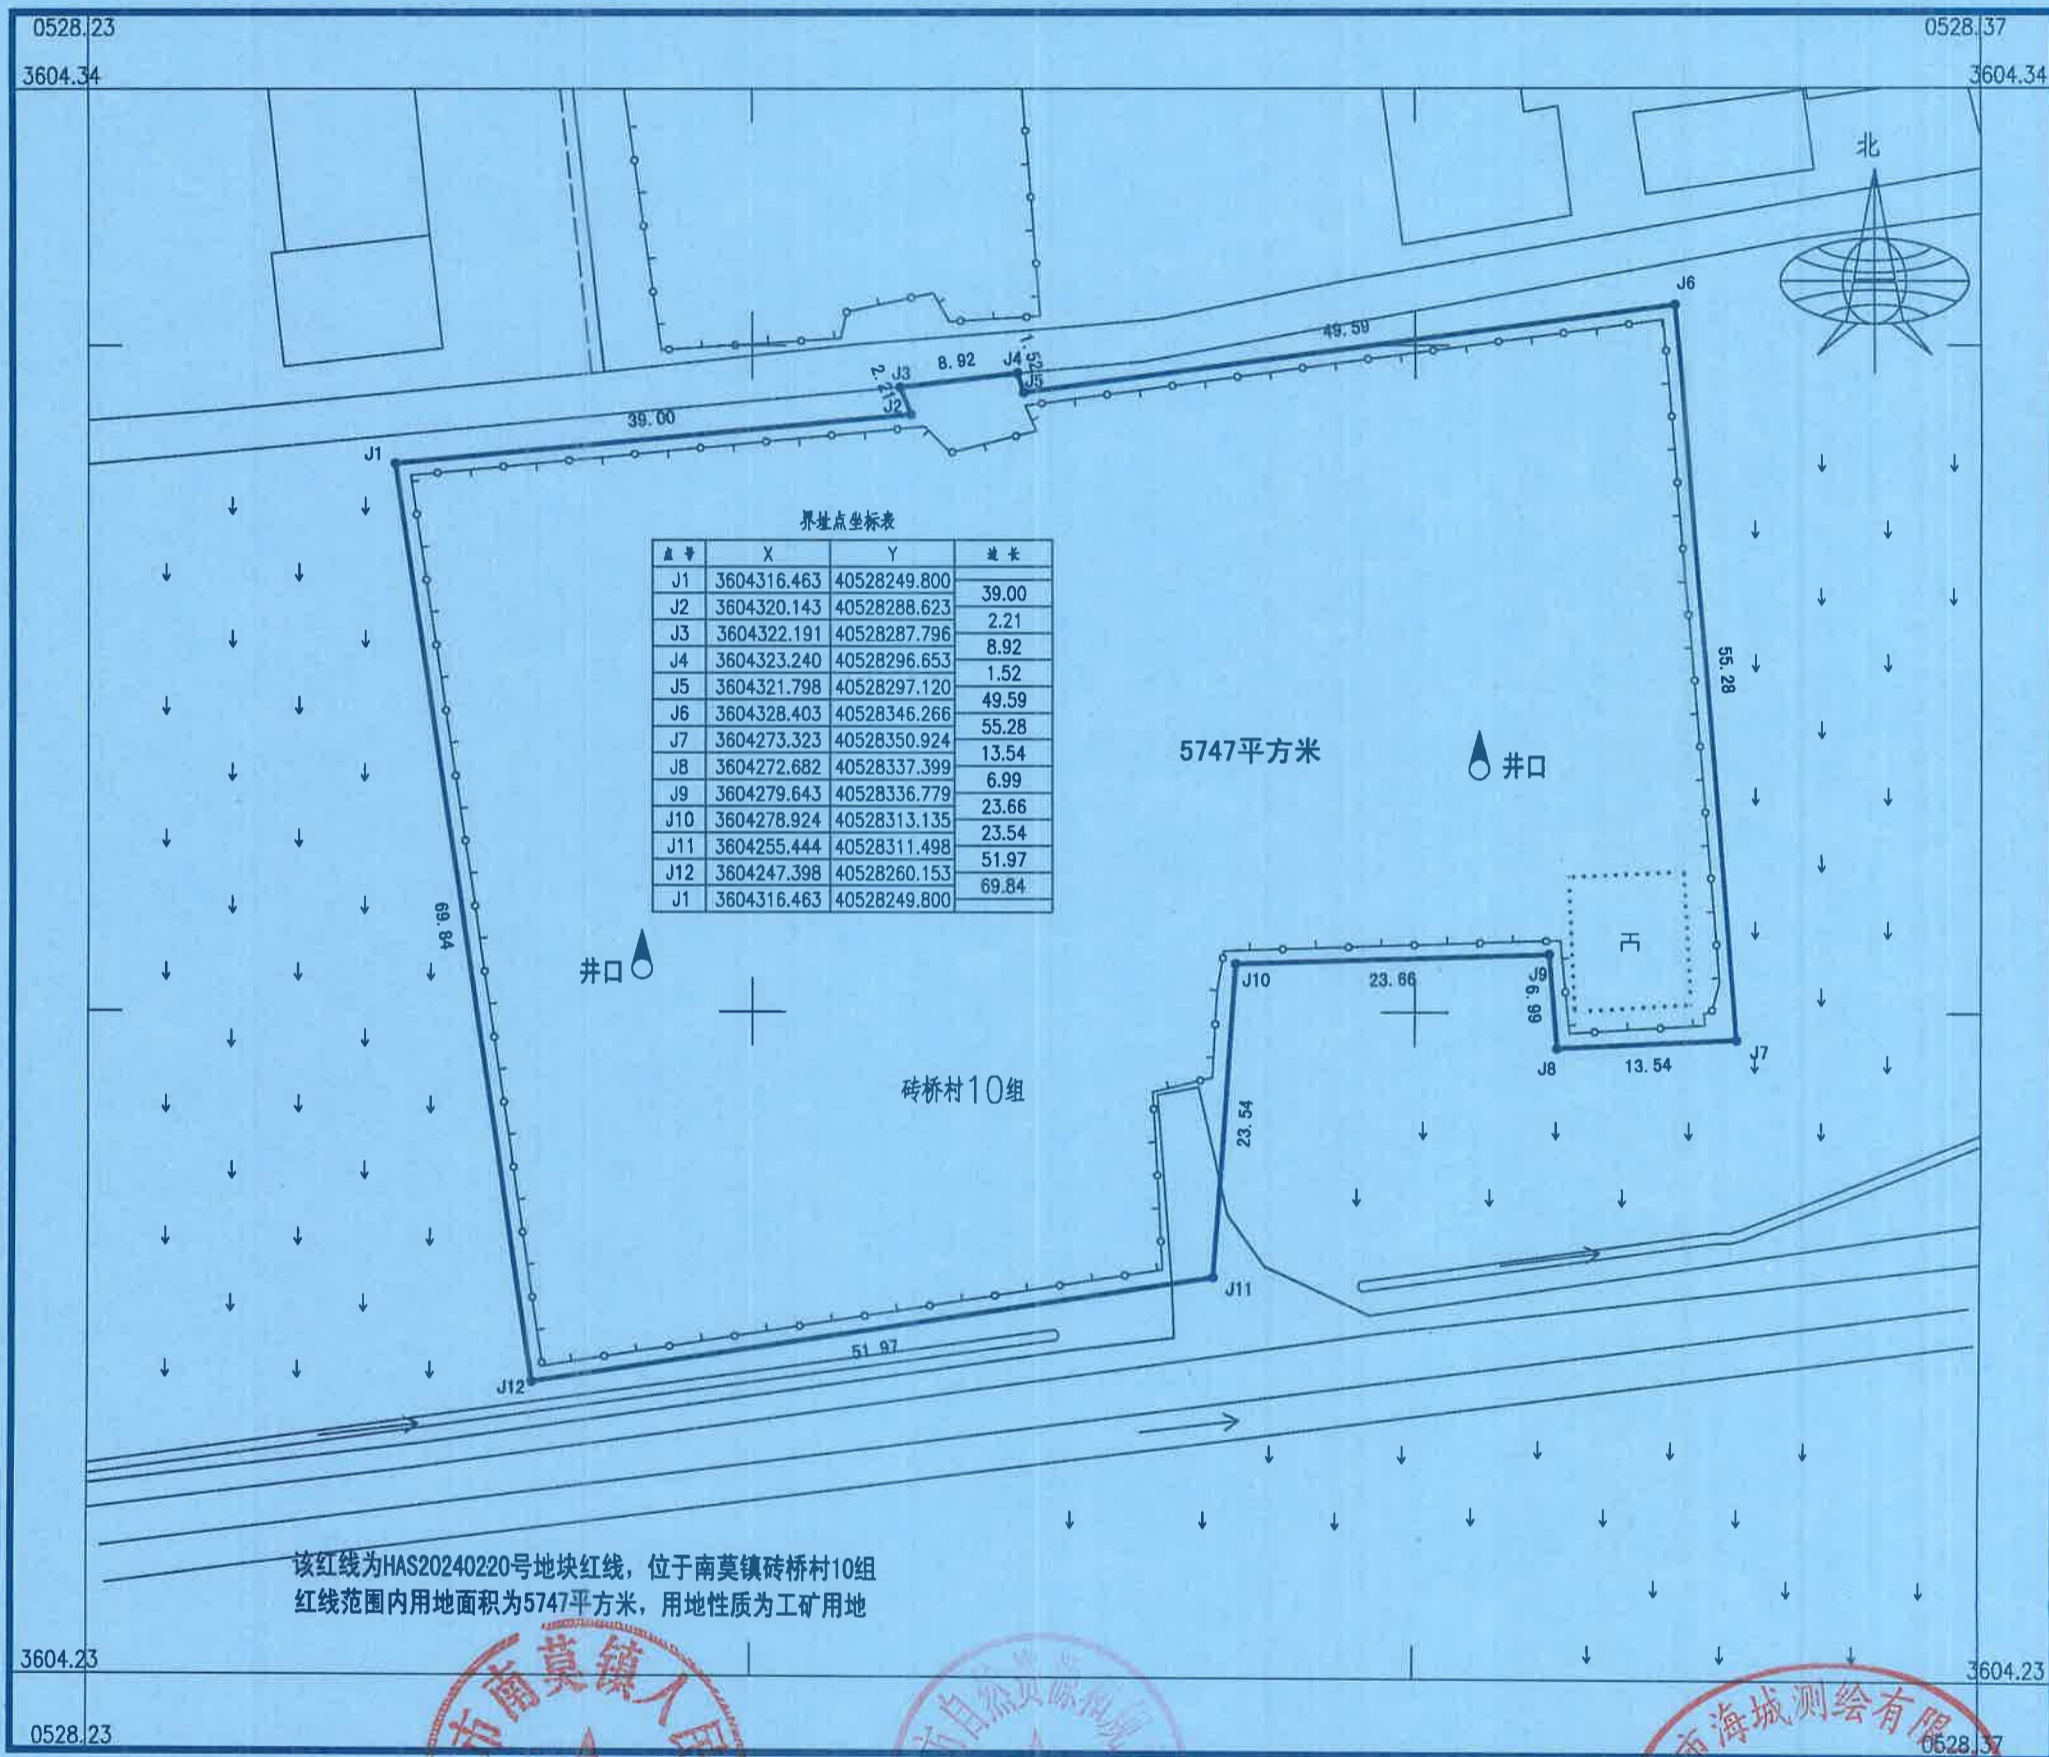 0528.23
0528.37
3604.34
3604.34
北
J6
49.59
1.52
J4
8.92
J3
2.21
J5
J2
39.00
J1
界址点坐标表
点号 X Y 边长
J1 3604316.463 40528249.800
39.00
J2 3604320.143 40528288.623
2.21
J3 3604322.191 40528287.796
8.92
J4 3604323.240 40528296.653
1.52
J5 3604321.798 40528297.120
49.59
J6 3604328.403 40528346.266
55.28
J7 3604273.323 40528350.924
13.54
J8 3604272.682 40528337.399
6.99
J9 3604279.643 40528336.779
23.66
J10 3604278.924 40528313.135
23.54
J11 3604255.444 40528311.498
51.97
J12 3604247.398 40528260.153
69.84
J1 3604316.463 40528249.800
55.28
5747平方米
井口
69.84
井口
J10
23.66
J9
6.99
J8
13.54
J7
砖桥村10组
23.54
J11
51.97
J12
该红线为HAS20240220号地块红线，位于南莫镇砖桥村10组
红线范围内用地面积为5747平方米，用地性质为工矿用地
3604.23
3604.23
市南莫镇人民
市自然资源和规
市海城测绘有限
0528.23
0528.37